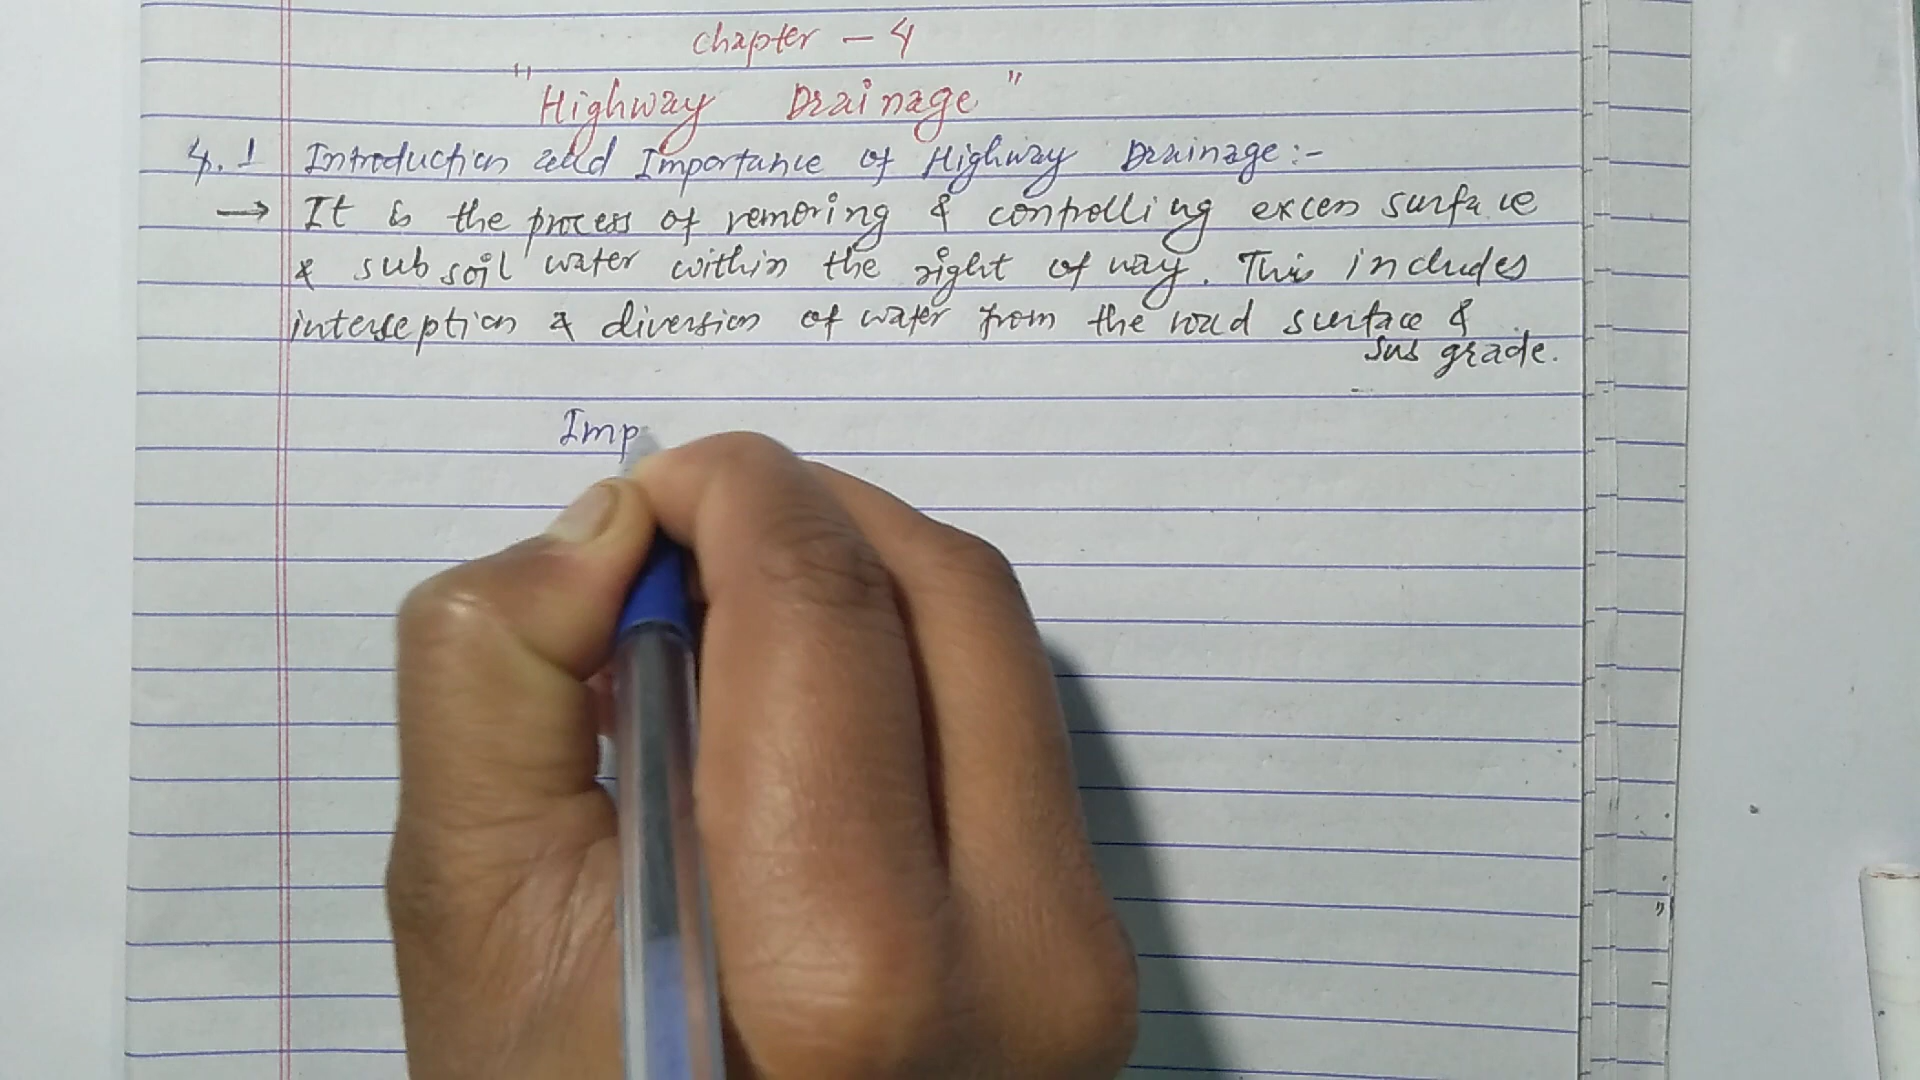 Chapter - 4
"Highway Drainage"
4.1 Introduction and Importance of Highway Drainage:-
→ It is the process of removing & controlling excess surface
& sub soil water within the right of way. This includes
interception & diversion of water from the road surface &
sub grade.
Imp